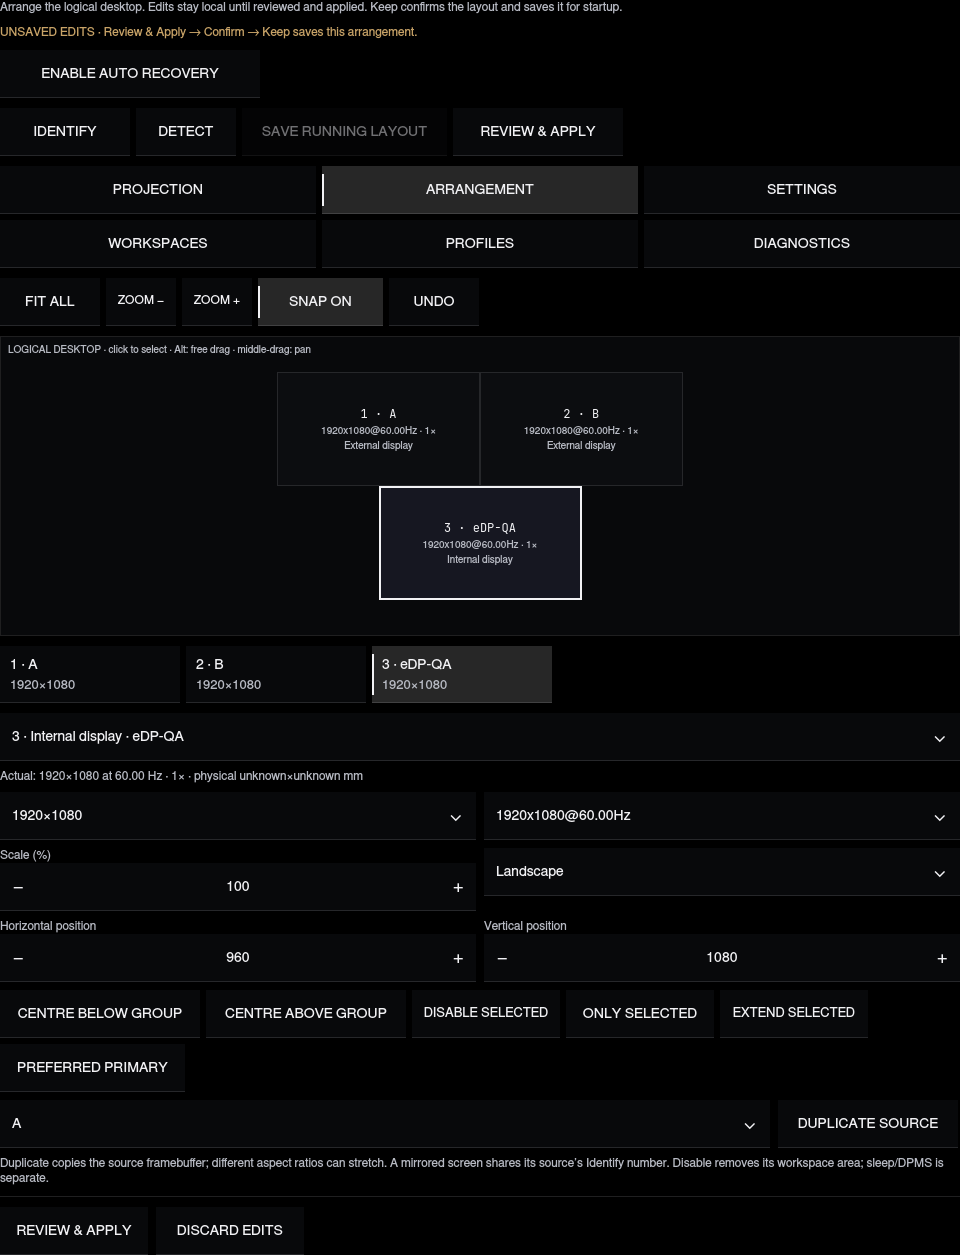 Arrange the logical desktop. Edits stay local until reviewed and applied. Keep confirms the layout and saves it for startup.
UNSAVED EDITS · Review & Apply → Confirm → Keep saves this arrangement.
ENABLE AUTO RECOVERY
IDENTIFY DETECT SAVE RUNNING LAYOUT REVIEW & APPLY
PROJECTION ARRANGEMENT SETTINGS
WORKSPACES PROFILES DIAGNOSTICS
FIT ALL ZOOM − ZOOM + SNAP ON UNDO
LOGICAL DESKTOP · click to select · Alt: free drag · middle-drag: pan
1 · A
1920x1080@60.00Hz · 1×
External display
2 · B
1920x1080@60.00Hz · 1×
External display
3 · eDP-QA
1920x1080@60.00Hz · 1×
Internal display
1 · A
1920×1080
2 · B
1920×1080
3 · eDP-QA
1920×1080
3 · Internal display · eDP-QA
Actual: 1920×1080 at 60.00 Hz · 1× · physical unknown×unknown mm
1920×1080
1920x1080@60.00Hz
Scale (%)
− 100 +
Landscape
Horizontal position
− 960 +
Vertical position
− 1080 +
CENTRE BELOW GROUP CENTRE ABOVE GROUP DISABLE SELECTED ONLY SELECTED EXTEND SELECTED
PREFERRED PRIMARY
A
DUPLICATE SOURCE
Duplicate copies the source framebuffer; different aspect ratios can stretch. A mirrored screen shares its source's Identify number. Disable removes its workspace area; sleep/DPMS is
separate.
REVIEW & APPLY DISCARD EDITS